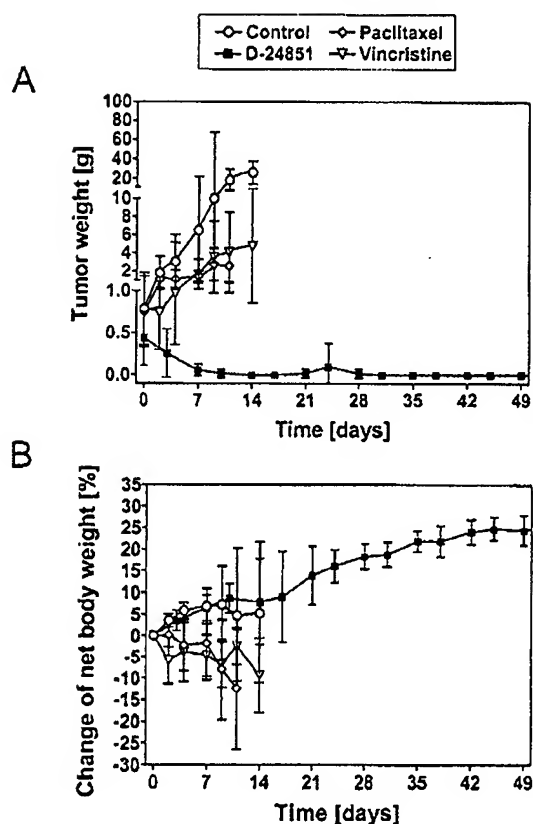 Control Paclitaxel
D-24851 Vincristine
A
Tumor weight [g]
100
80
60
40
20
10
8
6
4
2
1.0
0.5
0.0
0 7 14 21 28 35 42 49
Time [days]
B
Change of net body weight [%]
35
30
25
20
15
10
5
0
-5
-10
-15
-20
-25
-30
0 7 14 21 28 35 42 49
Time [days]